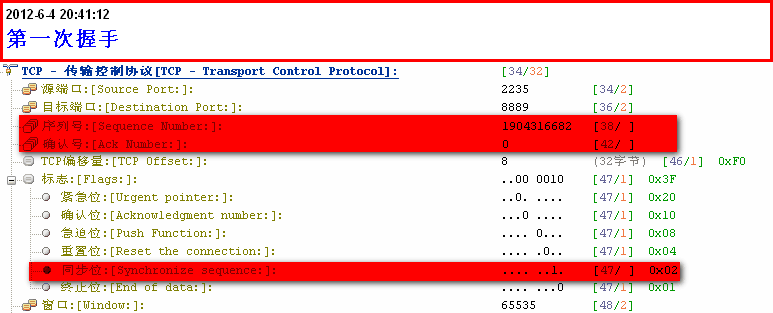 2012-6-4 20:41:12
第一次握手
TCP - 传输控制协议[TCP - Transport Control Protocol]: [34/32]
源端口:[Source Port:]: 2235 [34/2]
目标端口:[Destination Port:]: 8889 [36/2]
序列号:[Sequence Number:]: 1904316682 [38/ ]
确认号:[Ack Number:]: 0 [42/ ]
TCP偏移量:[TCP Offset:]: 8 (32字节) [46/1] 0xF0
标志:[Flags:]: ..00 0010 [47/1] 0x3F
紧急位:[Urgent pointer:]: ..0. .... [47/1] 0x20
确认位:[Acknowledgment number:]: ...0 .... [47/1] 0x10
急迫位:[Push Function:]: .... 0... [47/1] 0x08
重置位:[Reset the connection:]: .... .0.. [47/1] 0x04
同步位:[Synchronize sequence:]: .... ..1. [47/ ] 0x02
终止位:[End of data:]: .... ...0 [47/1] 0x01
窗口:[Window:]: 65535 [48/2]